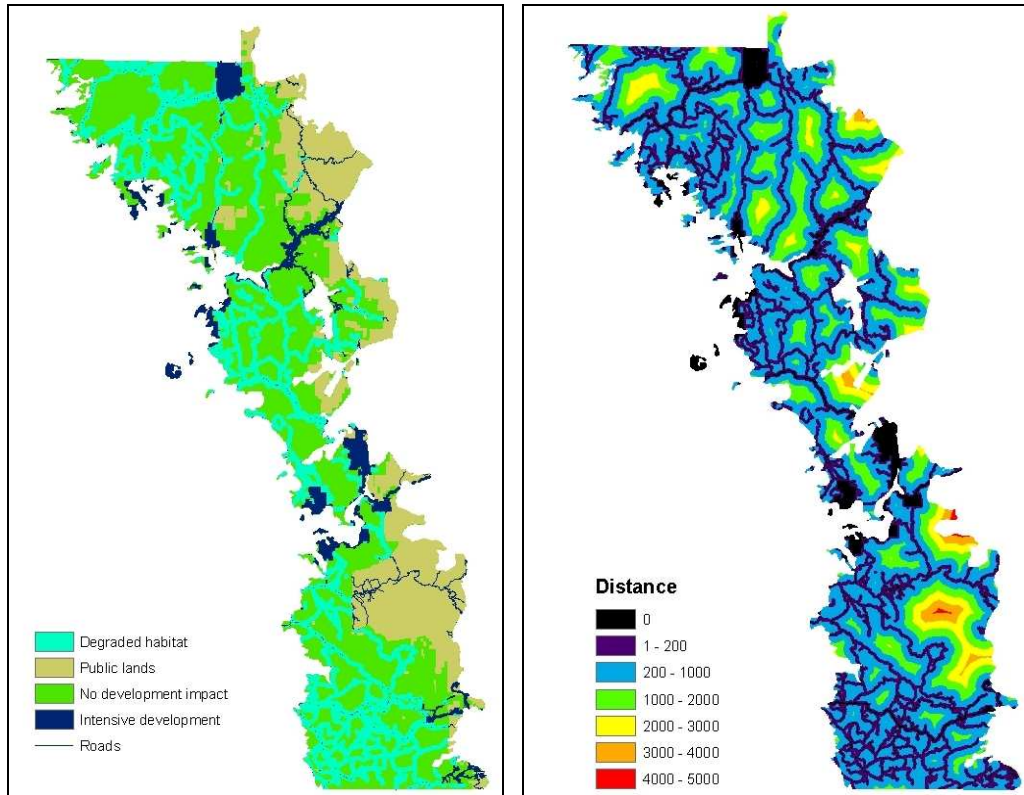 Degraded habitat
Public lands
No development impact
Intensive development
Roads
Distance
0
1 - 200
200 - 1000
1000 - 2000
2000 - 3000
3000 - 4000
4000 - 5000